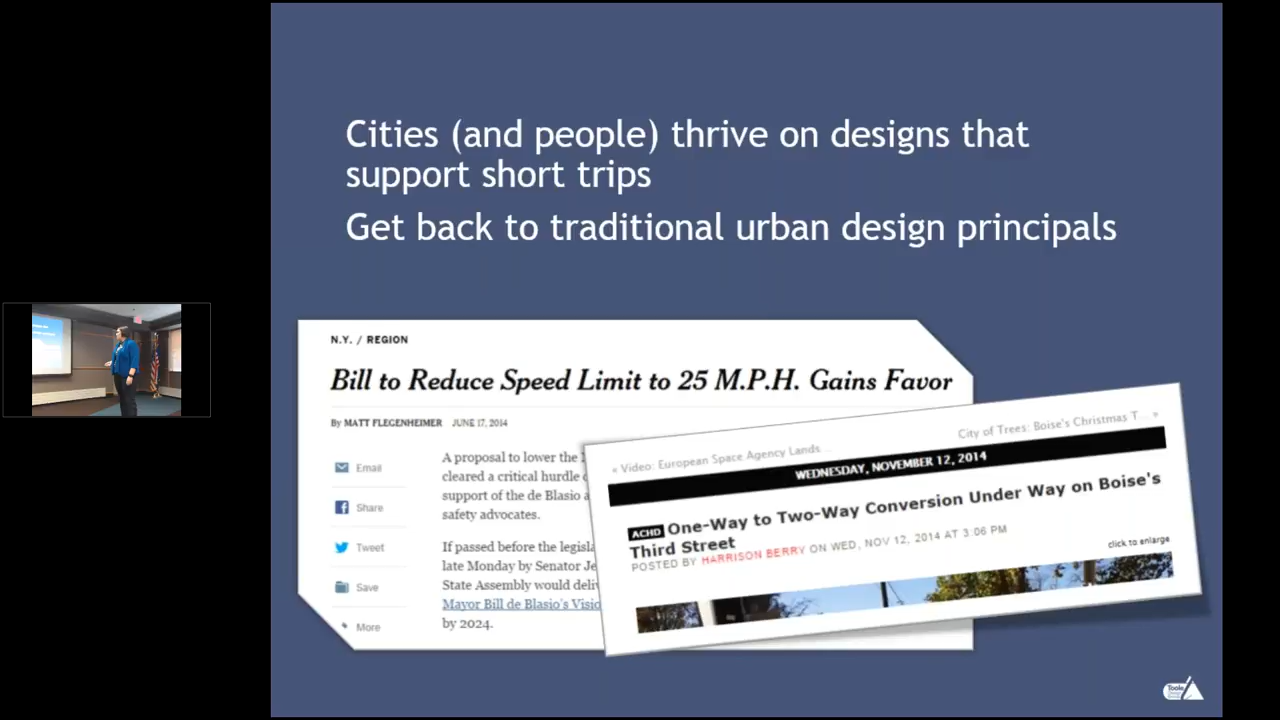 Cities (and people) thrive on designs that
support short trips
Get back to traditional urban design principals
N.Y. / REGION
Bill to Reduce Speed Limit to 25 M.P.H. Gains Favor
By MATT FLEGENHEIMER JUNE 17, 2014
Email
Share
Tweet
Save
More
A proposal to lower the
cleared a critical hurdle
support of the de Blasio a
safety advocates.
If passed before the legisla
late Monday by Senator Je
State Assembly would deliv
Mayor Bill de Blasio's Visio
by 2024.
« Video: European Space Agency Lands ...
City of Trees: Boise's Christmas T... »
WEDNESDAY, NOVEMBER 12, 2014
ACHD One-Way to Two-Way Conversion Under Way on Boise's
Third Street
POSTED BY HARRISON BERRY ON WED, NOV 12, 2014 AT 3:06 PM
click to enlarge
Toole